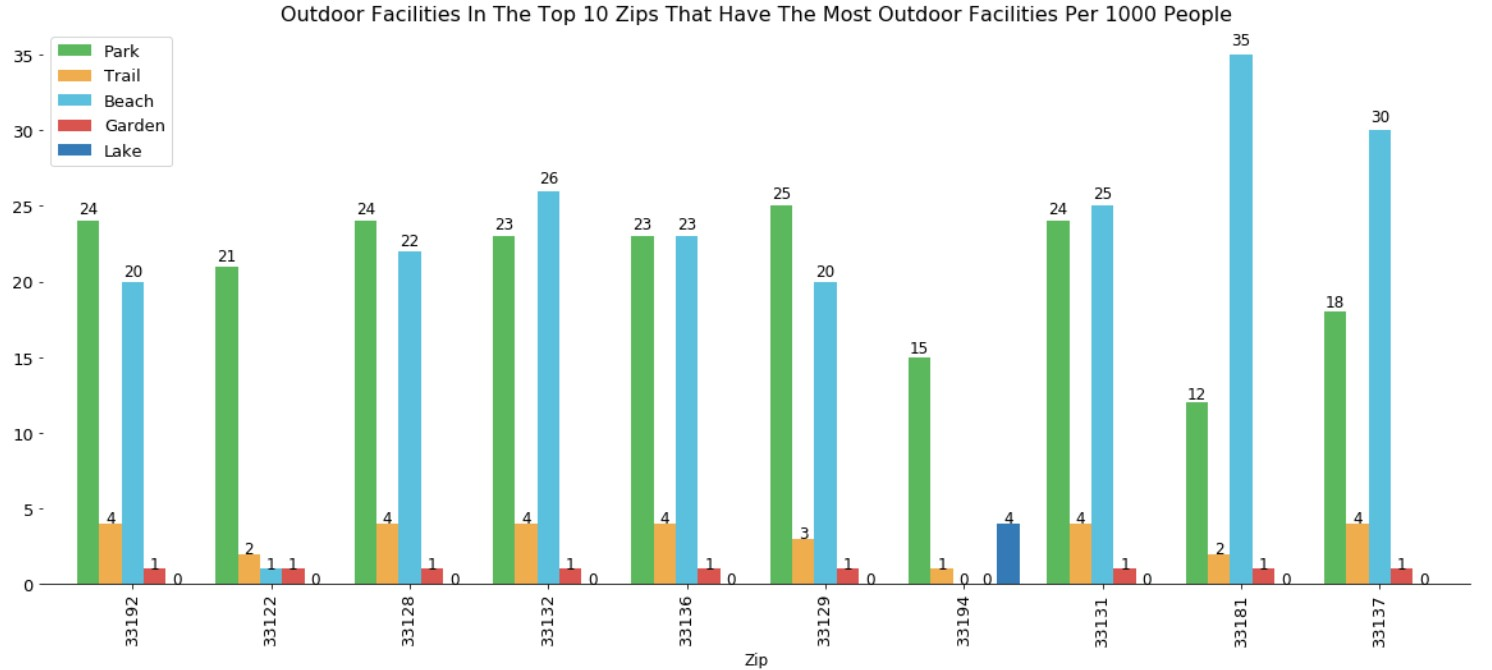 Outdoor Facilities In The Top 10 Zips That Have The Most Outdoor Facilities Per 1000 People
Park
Trail
Beach
Garden
Lake
35
30
25
20
15
10
5
0
24 4 20 1 0
21 2 1 1 0
24 4 22 1 0
23 4 26 1 0
23 4 23 1 0
25 3 20 1 0
15 1 0 0 4
24 4 25 1 0
12 2 35 1 0
18 4 30 1 0
33192
33122
33128
33132
33136
33129
33194
33131
33181
33137
Zip